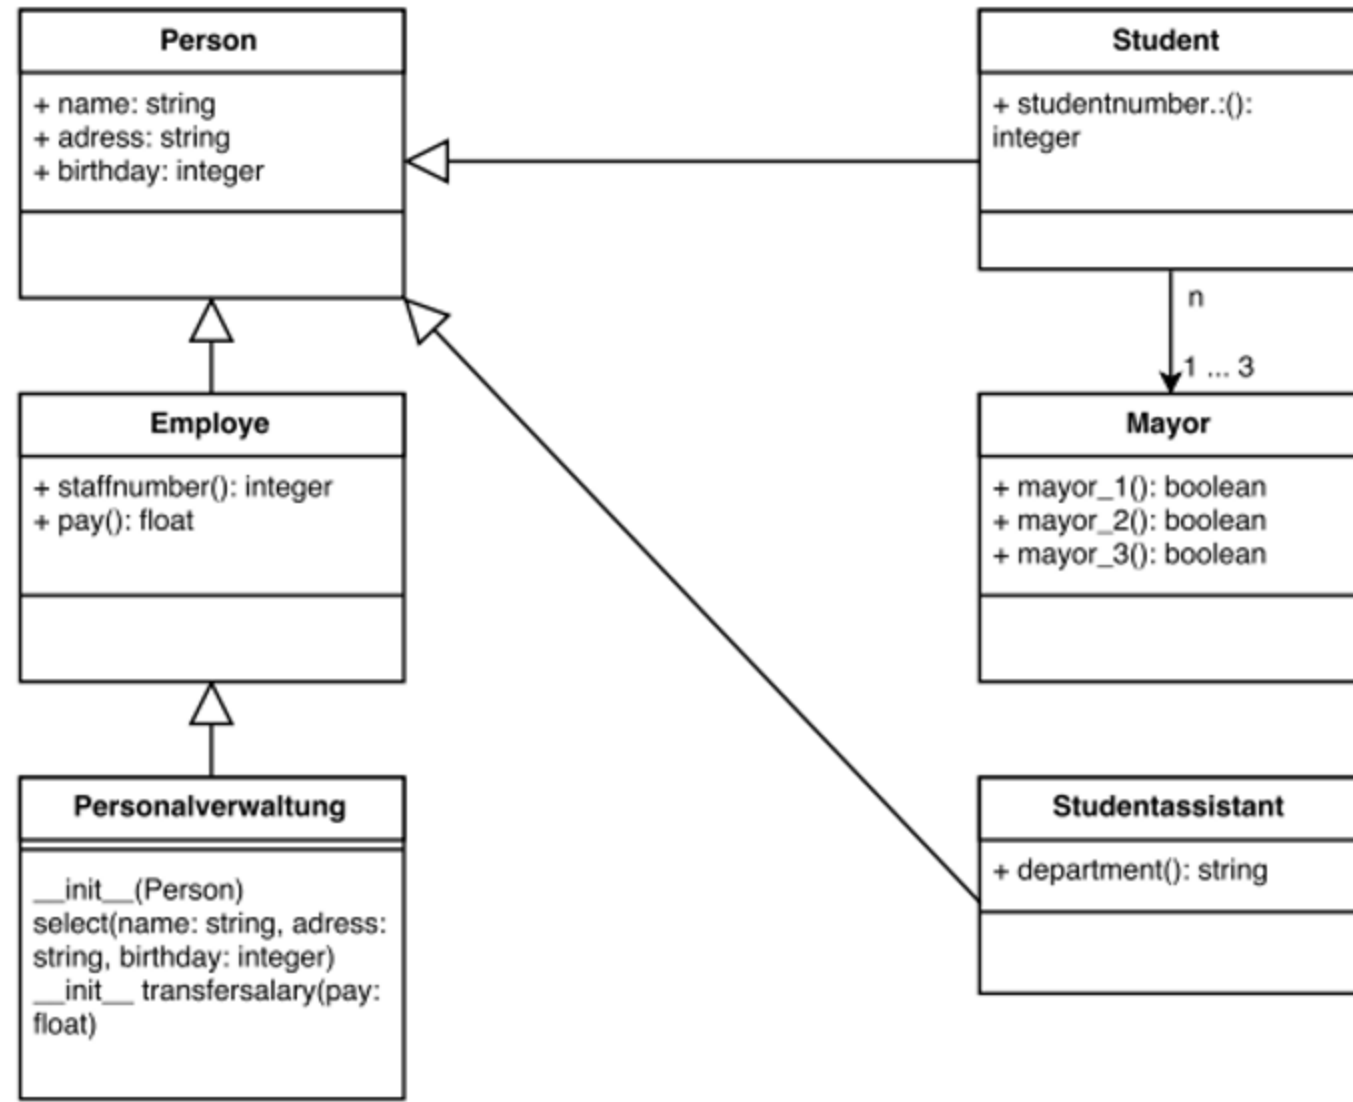 Person
+ name: string
+ adress: string
+ birthday: integer
Student
+ studentnumber.:():
integer
n
1 ... 3
Employe
+ staffnumber(): integer
+ pay(): float
Mayor
+ mayor_1(): boolean
+ mayor_2(): boolean
+ mayor_3(): boolean
Personalverwaltung
__init__(Person)
select(name: string, adress:
string, birthday: integer)
__init__ transfersalary(pay:
float)
Studentassistant
+ department(): string